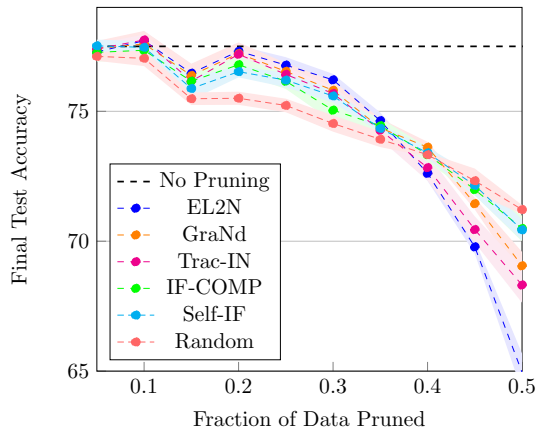 75
70
65
Final Test Accuracy
No Pruning
EL2N
GraNd
Trac-IN
IF-COMP
Self-IF
Random
0.1 0.2 0.3 0.4 0.5
Fraction of Data Pruned